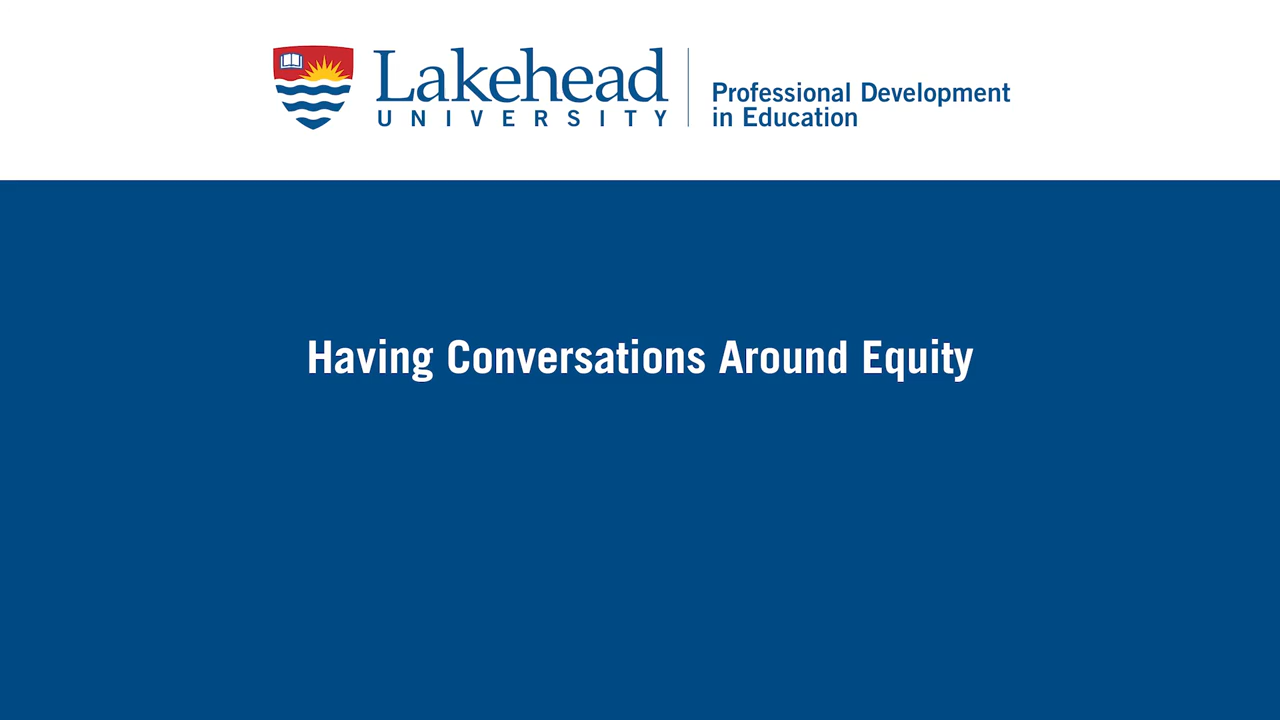 Lakehead
UNIVERSITY
Professional Development
in Education
Having Conversations Around Equity